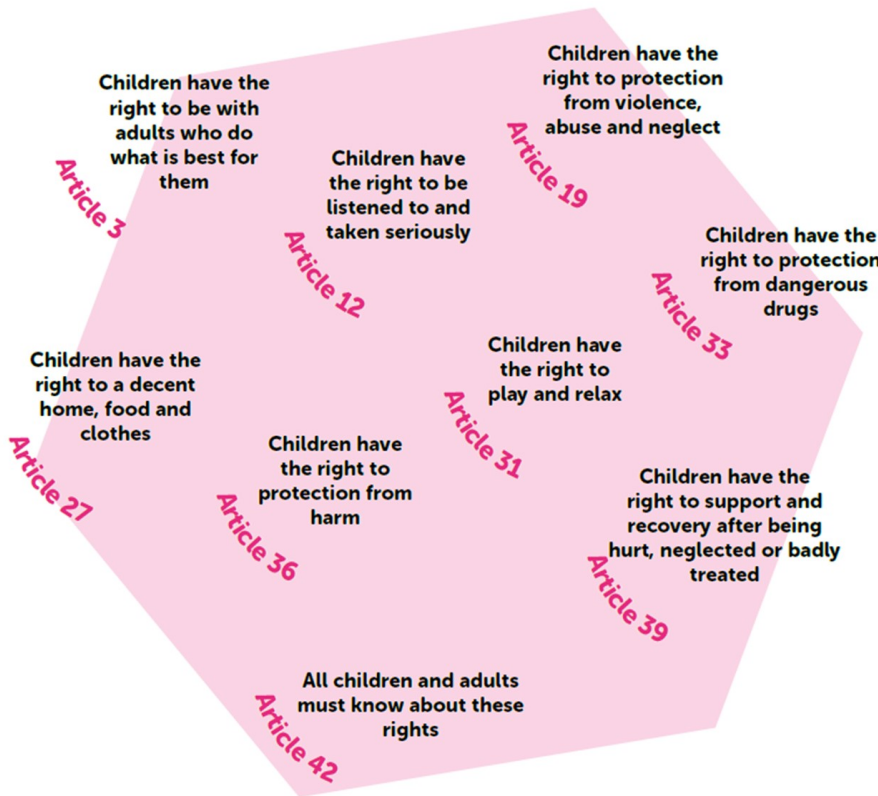 Children have the
right to be with
adults who do
what is best for
them
Article 3
Children have
the right to be
listened to and
taken seriously
Article 12
Children have the
right to protection
from violence,
abuse and neglect
Article 19
Children have the
right to protection
from dangerous
drugs
Article 33
Children have the
right to a decent
home, food and
clothes
Article 27
Children have
the right to
play and relax
Article 31
Children have
the right to
protection from
harm
Article 36
Children have the
right to support and
recovery after being
hurt, neglected or badly
treated
Article 39
All children and adults
must know about these
rights
Article 42